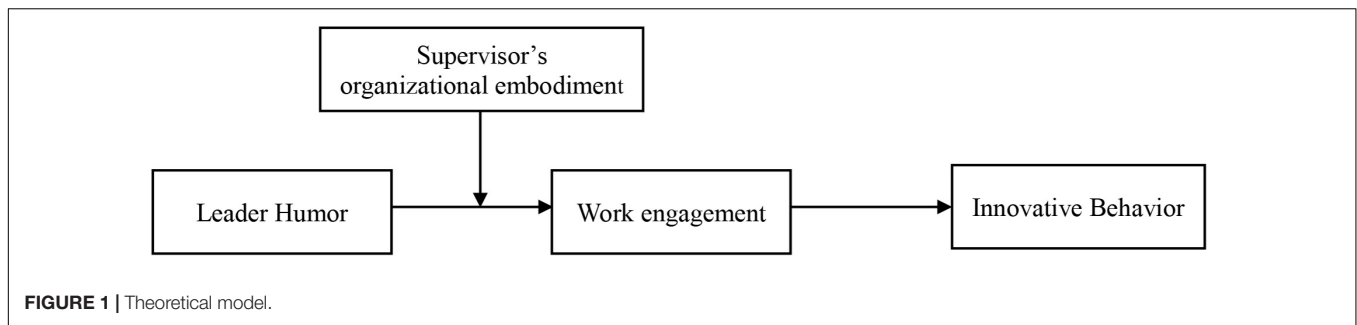 Supervisor's
organizational embodiment
Leader Humor
Work engagement
Innovative Behavior
FIGURE 1 | Theoretical model.